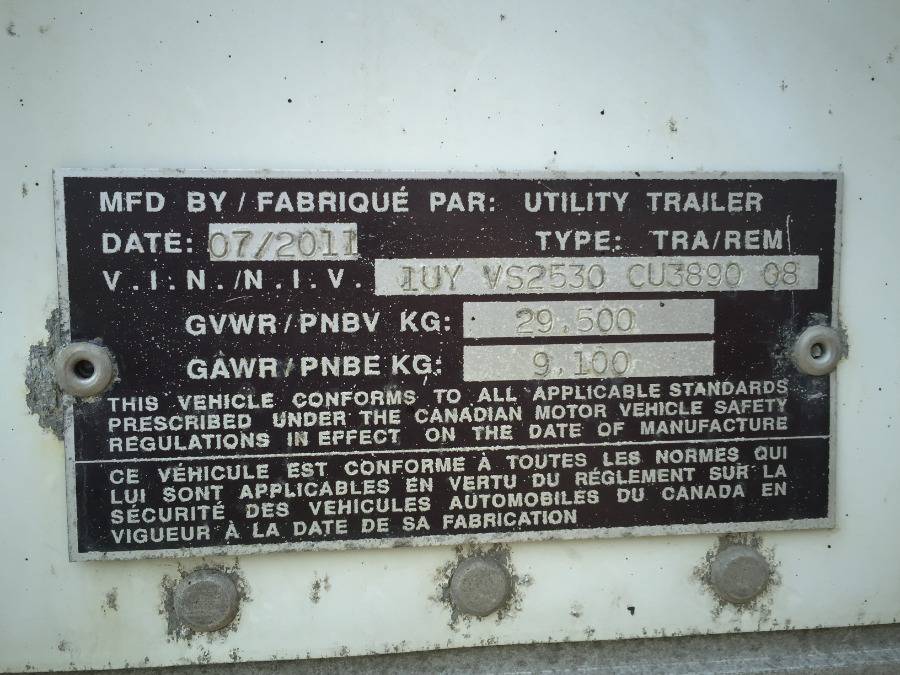 MFD BY / FABRIQUÉ PAR: UTILITY TRAILER
DATE: 07/2011 TYPE: TRA/REM
V.I.N./N.I.V. 1UY VS2530 CU3890 08
GVWR/PNBV KG: 29,500
GAWR/PNBE KG: 9,100
THIS VEHICLE CONFORMS TO ALL APPLICABLE STANDARDS
PRESCRIBED UNDER THE CANADIAN MOTOR VEHICLE SAFETY
REGULATIONS IN EFFECT ON THE DATE OF MANUFACTURE
CE VÉHICULE EST CONFORME À TOUTES LES NORMES QUI
LUI SONT APPLICABLES EN VERTU DU RÉGLEMENT SUR LA
SÉCURITÉ DES VEHICULES AUTOMOBILES DU CANADA EN
VIGUEUR À LA DATE DE SA FABRICATION